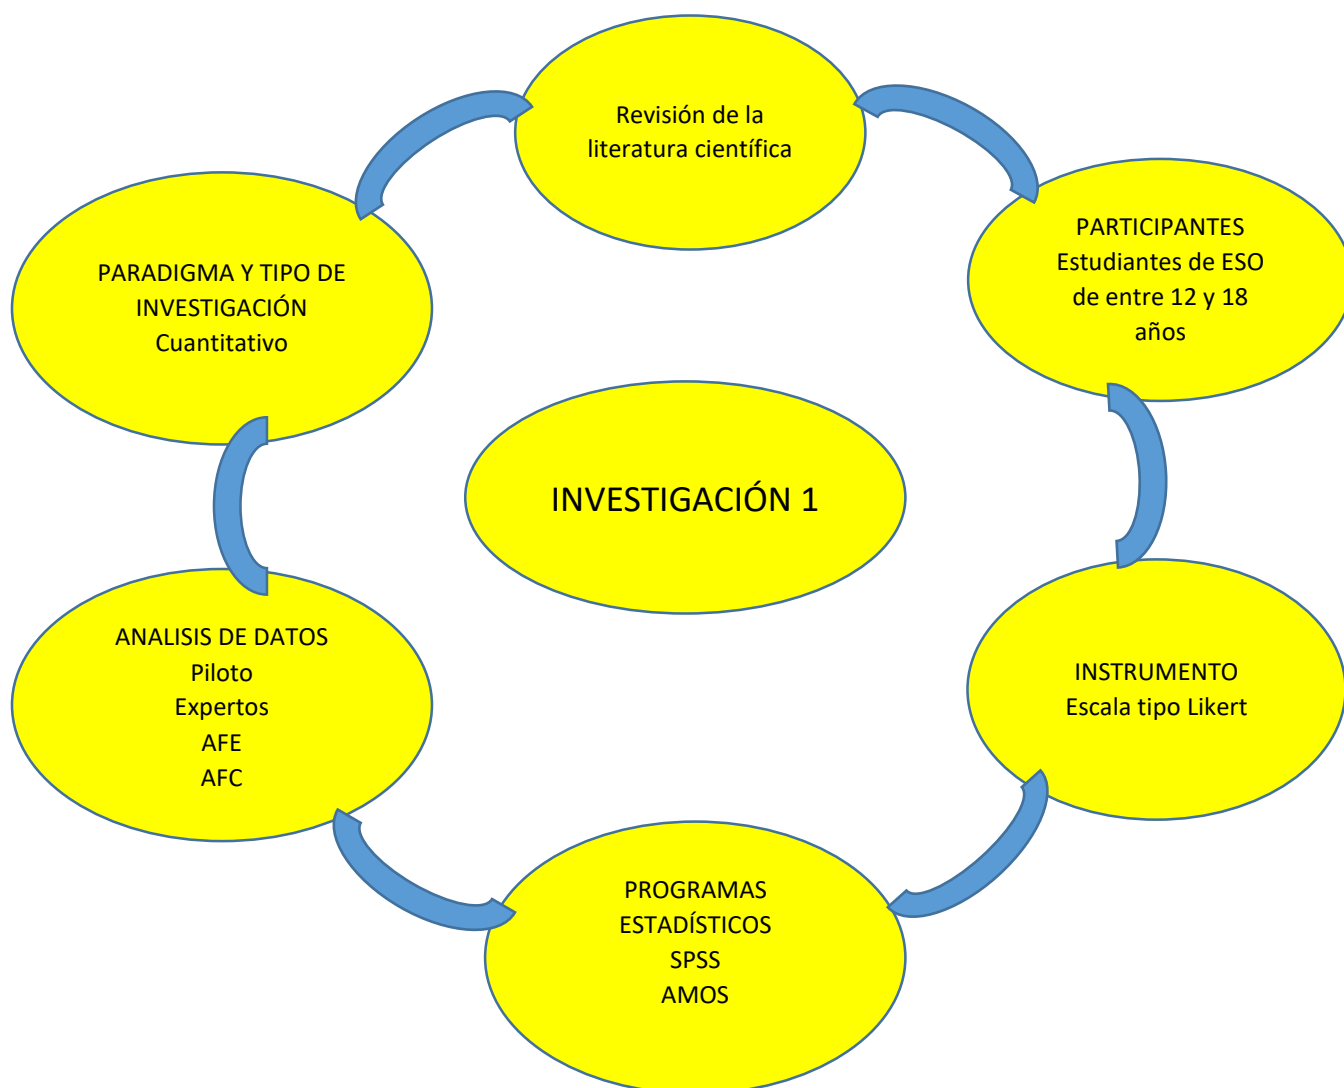 Revisión de la
literatura científica
PARTICIPANTES
Estudiantes de ESO
de entre 12 y 18
años
PARADIGMA Y TIPO DE
INVESTIGACIÓN
Cuantitativo
INVESTIGACIÓN 1
ANALISIS DE DATOS
Piloto
Expertos
AFE
AFC
INSTRUMENTO
Escala tipo Likert
PROGRAMAS
ESTADÍSTICOS
SPSS
AMOS